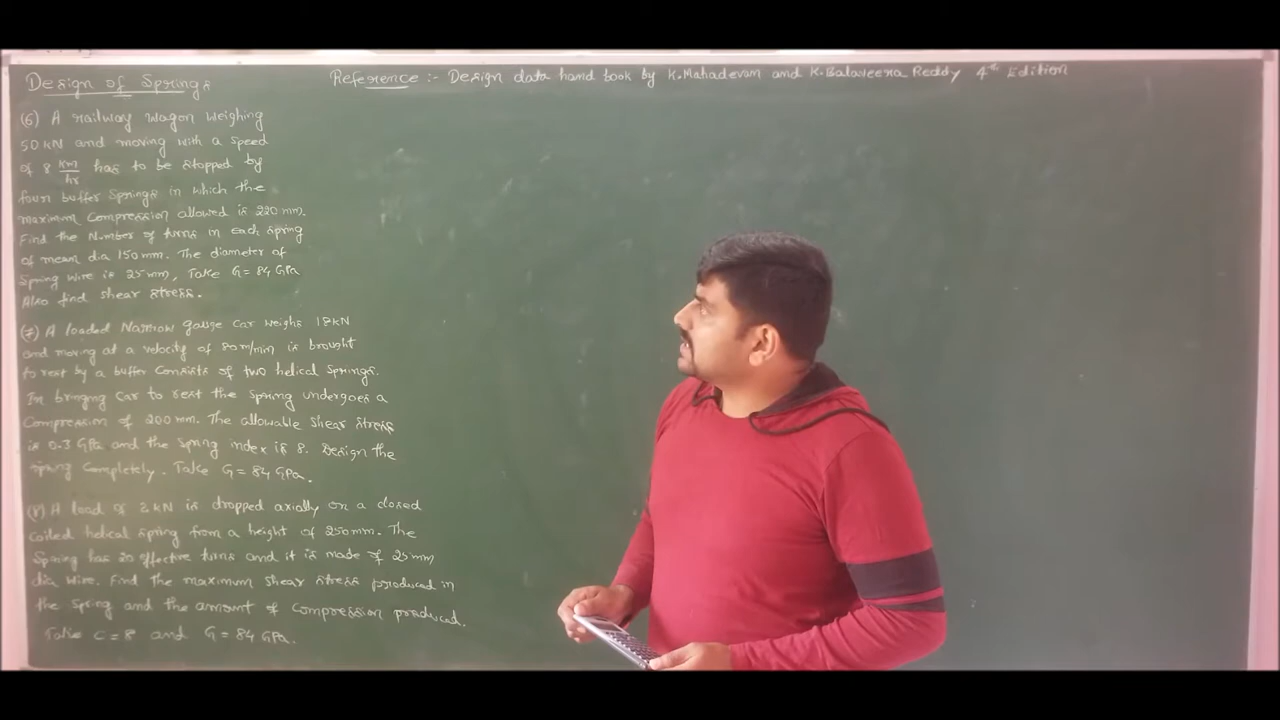 Design of Springs
Reference :- Design data hand book by K.Mahadevan and K.Balaveera Reddy 4th Edition
(6) A railway wagon weighing
50 kN and moving with a speed
of 8 km/hr has to be stopped by
four buffer springs in which the
maximum compression allowed is 220 mm.
Find the Number of turns in each spring
of mean dia 150 mm. The diameter of
spring wire is 25 mm, Take G = 84 GPa
Also find shear stress.
(7) A loaded Narrow gauge car weighs 18 kN
and moving at a velocity of 80 m/min is brought
to rest by a buffer consists of two helical springs.
In bringing car to rest the spring undergoes a
compression of 200 mm. The allowable shear stress
is 0.3 GPa and the spring index is 8. Design the
spring completely. Take G = 84 GPa.
(8) A load of 2 kN is dropped axially on a closed
coiled helical spring from a height of 250 mm. The
Spring has 20 effective turns and it is made of 25 mm
dia wire. Find the maximum shear stress produced in
the spring and the amount of compression produced.
Take C = 8 and G = 84 GPa.